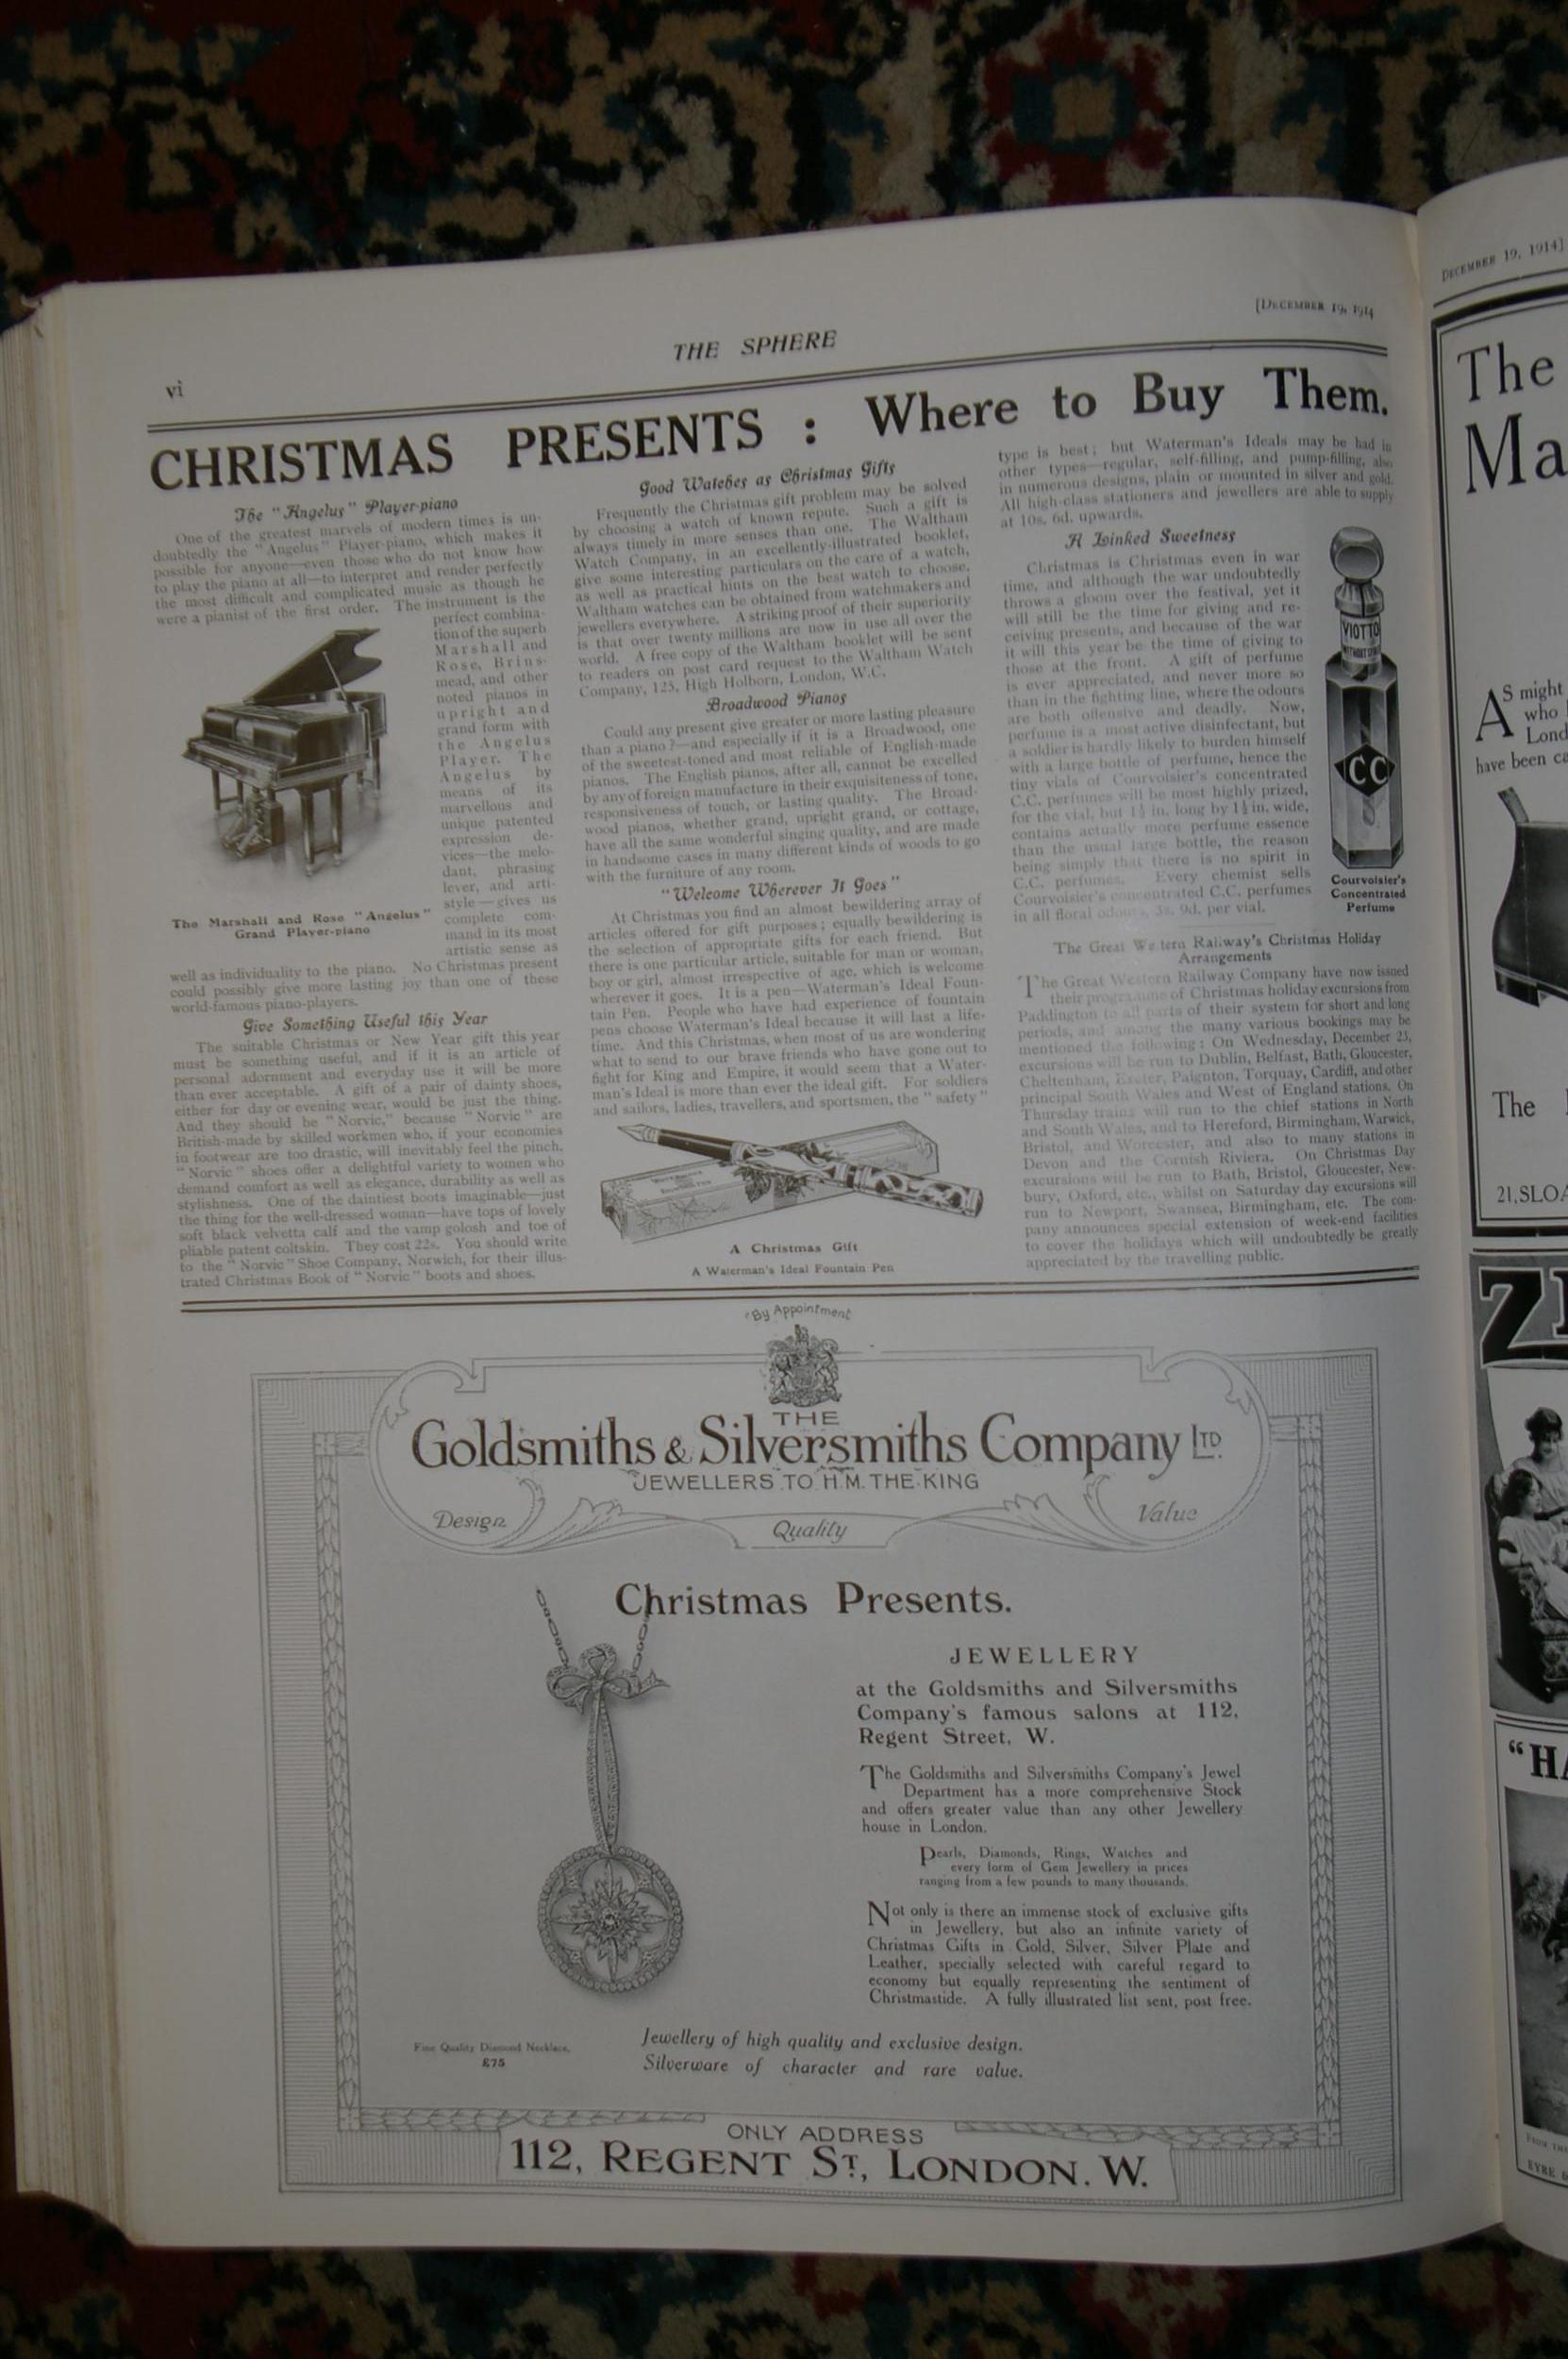 vi
THE SPHERE
[DECEMBER 19, 1914
CHRISTMAS PRESENTS : Where to Buy Them.
The "Angelus" Player-piano
One of the greatest marvels of modern times is un-
doubtedly the "Angelus" Player-piano, which makes it
possible for anyone—even those who do not know how
to play the piano at all—to interpret and render perfectly
the most difficult and complicated music as though he
were a pianist of the first order. The instrument is the
perfect combina-
tion of the superb
Marshall and
Rose, Brins-
mead, and other
noted pianos in
upright and
grand form with
the Angelus
Player. The
Angelus by
means of its
marvellous and
unique patented
expression de-
vices—the melo-
dant, phrasing
lever, and arti-
style—gives us
complete com-
mand in its most
artistic sense as
The Marshall and Rose "Angelus"
Grand Player-piano
well as individuality to the piano. No Christmas present
could possibly give more lasting joy than one of these
world-famous piano-players.
Give Something Useful this Year
The suitable Christmas or New Year gift this year
must be something useful, and if it is an article of
personal adornment and everyday use it will be more
than ever acceptable. A gift of a pair of dainty shoes,
either for day or evening wear, would be just the thing.
And they should be "Norvic," because "Norvic" are
British-made by skilled workmen who, if your economies
in footwear are too drastic, will inevitably feel the pinch.
"Norvic" shoes offer a delightful variety to women who
demand comfort as well as elegance, durability as well as
stylishness. One of the daintiest boots imaginable—just
the thing for the well-dressed woman—have tops of lovely
soft black velvetta calf and the vamp golosh and toe of
pliable patent coltskin. They cost 22s. You should write
to the "Norvic" Shoe Company, Norwich, for their illus-
trated Christmas Book of "Norvic" boots and shoes.
Good Watches as Christmas Gifts
Frequently the Christmas gift problem may be solved
by choosing a watch of known repute. Such a gift is
always timely in more senses than one. The Waltham
Watch Company, in an excellently-illustrated booklet,
give some interesting particulars on the care of a watch,
as well as practical hints on the best watch to choose.
Waltham watches can be obtained from watchmakers and
jewellers everywhere. A striking proof of their superiority
is that over twenty millions are now in use all over the
world. A free copy of the Waltham booklet will be sent
to readers on post card request to the Waltham Watch
Company, 125, High Holborn, London, W.C.
Broadwood Pianos
Could any present give greater or more lasting pleasure
than a piano?—and especially if it is a Broadwood, one
of the sweetest-toned and most reliable of English-made
pianos. The English pianos, after all, cannot be excelled
by any of foreign manufacture in their exquisiteness of tone,
responsiveness of touch, or lasting quality. The Broad-
wood pianos, whether grand, upright grand, or cottage,
have all the same wonderful singing quality, and are made
in handsome cases in many different kinds of woods to go
with the furniture of any room.
"Welcome Wherever It Goes"
At Christmas you find an almost bewildering array of
articles offered for gift purposes; equally bewildering is
the selection of appropriate gifts for each friend. But
there is one particular article, suitable for man or woman,
boy or girl, almost irrespective of age, which is welcome
wherever it goes. It is a pen—Waterman's Ideal Foun-
tain Pen. People who have had experience of fountain
pens choose Waterman's Ideal because it will last a life-
time. And this Christmas, when most of us are wondering
what to send to our brave friends who have gone out to
fight for King and Empire, it would seem that a Water-
man's Ideal is more than ever the ideal gift. For soldiers
and sailors, ladies, travellers, and sportsmen, the "safety"
A Christmas Gift
A Waterman's Ideal Fountain Pen
type is best; but Waterman's Ideals may be had in
other types—regular, self-filling, and pump-filling, also
in numerous designs, plain or mounted in silver and gold.
All high-class stationers and jewellers are able to supply
at 10s. 6d. upwards.
A Linked Sweetness
Christmas is Christmas even in war
time, and although the war undoubtedly
throws a gloom over the festival, yet it
will still be the time for giving and re-
ceiving presents, and because of the war
it will this year be the time of giving to
those at the front. A gift of perfume
is ever appreciated, and never more so
than in the fighting line, where the odours
are both offensive and deadly. Now,
perfume is a most active disinfectant, but
a soldier is hardly likely to burden himself
with a large bottle of perfume, hence the
tiny vials of Courvoisier's concentrated
C.C. perfumes will be most highly prized,
for the vial, but 1½ in. long by 1½ in. wide,
contains actually more perfume essence
than the usual large bottle, the reason
being simply that there is no spirit in
C.C. perfumes. Every chemist sells
Courvoisier's concentrated C.C. perfumes
in all floral odours, 3s. 9d. per vial.
VIOTTO
WITHOUT SPIRIT
CC
Courvoisier's
Concentrated
Perfume
The Great Western Railway's Christmas Holiday
Arrangements
The Great Western Railway Company have now issued
their programme of Christmas holiday excursions from
Paddington to all parts of their system for short and long
periods, and among the many various bookings may be
mentioned the following: On Wednesday, December 23,
excursions will be run to Dublin, Belfast, Bath, Gloucester,
Cheltenham, Exeter, Paignton, Torquay, Cardiff, and other
principal South Wales and West of England stations. On
Thursday trains will run to the chief stations in North
and South Wales, and to Hereford, Birmingham, Warwick,
Bristol, and Worcester, and also to many stations in
Devon and the Cornish Riviera. On Christmas Day
excursions will be run to Bath, Bristol, Gloucester, New-
bury, Oxford, etc., whilst on Saturday day excursions will
run to Newport, Swansea, Birmingham, etc. The com-
pany announces special extension of week-end facilities
to cover the holidays which will undoubtedly be greatly
appreciated by the travelling public.
By Appointment
THE
Goldsmiths & Silversmiths Company LTD.
JEWELLERS TO H.M. THE KING
Design
Quality
Value
Christmas Presents.
JEWELLERY
at the Goldsmiths and Silversmiths
Company's famous salons at 112,
Regent Street, W.
The Goldsmiths and Silversmiths Company's Jewel
Department has a more comprehensive Stock
and offers greater value than any other Jewellery
house in London.
Pearls, Diamonds, Rings, Watches and
every form of Gem Jewellery in prices
ranging from a few pounds to many thousands.
Not only is there an immense stock of exclusive gifts
in Jewellery, but also an infinite variety of
Christmas Gifts in Gold, Silver, Silver Plate and
Leather, specially selected with careful regard to
economy but equally representing the sentiment of
Christmastide. A fully illustrated list sent, post free.
Fine Quality Diamond Necklace,
£75
Jewellery of high quality and exclusive design.
Silverware of character and rare value.
ONLY ADDRESS
112, REGENT ST., LONDON. W.
DECEMBER 19, 1914]
The
Ma
AS might
who
Lond
have been ca
The
21, SLOA
"HA
FROM THE
EYRE &